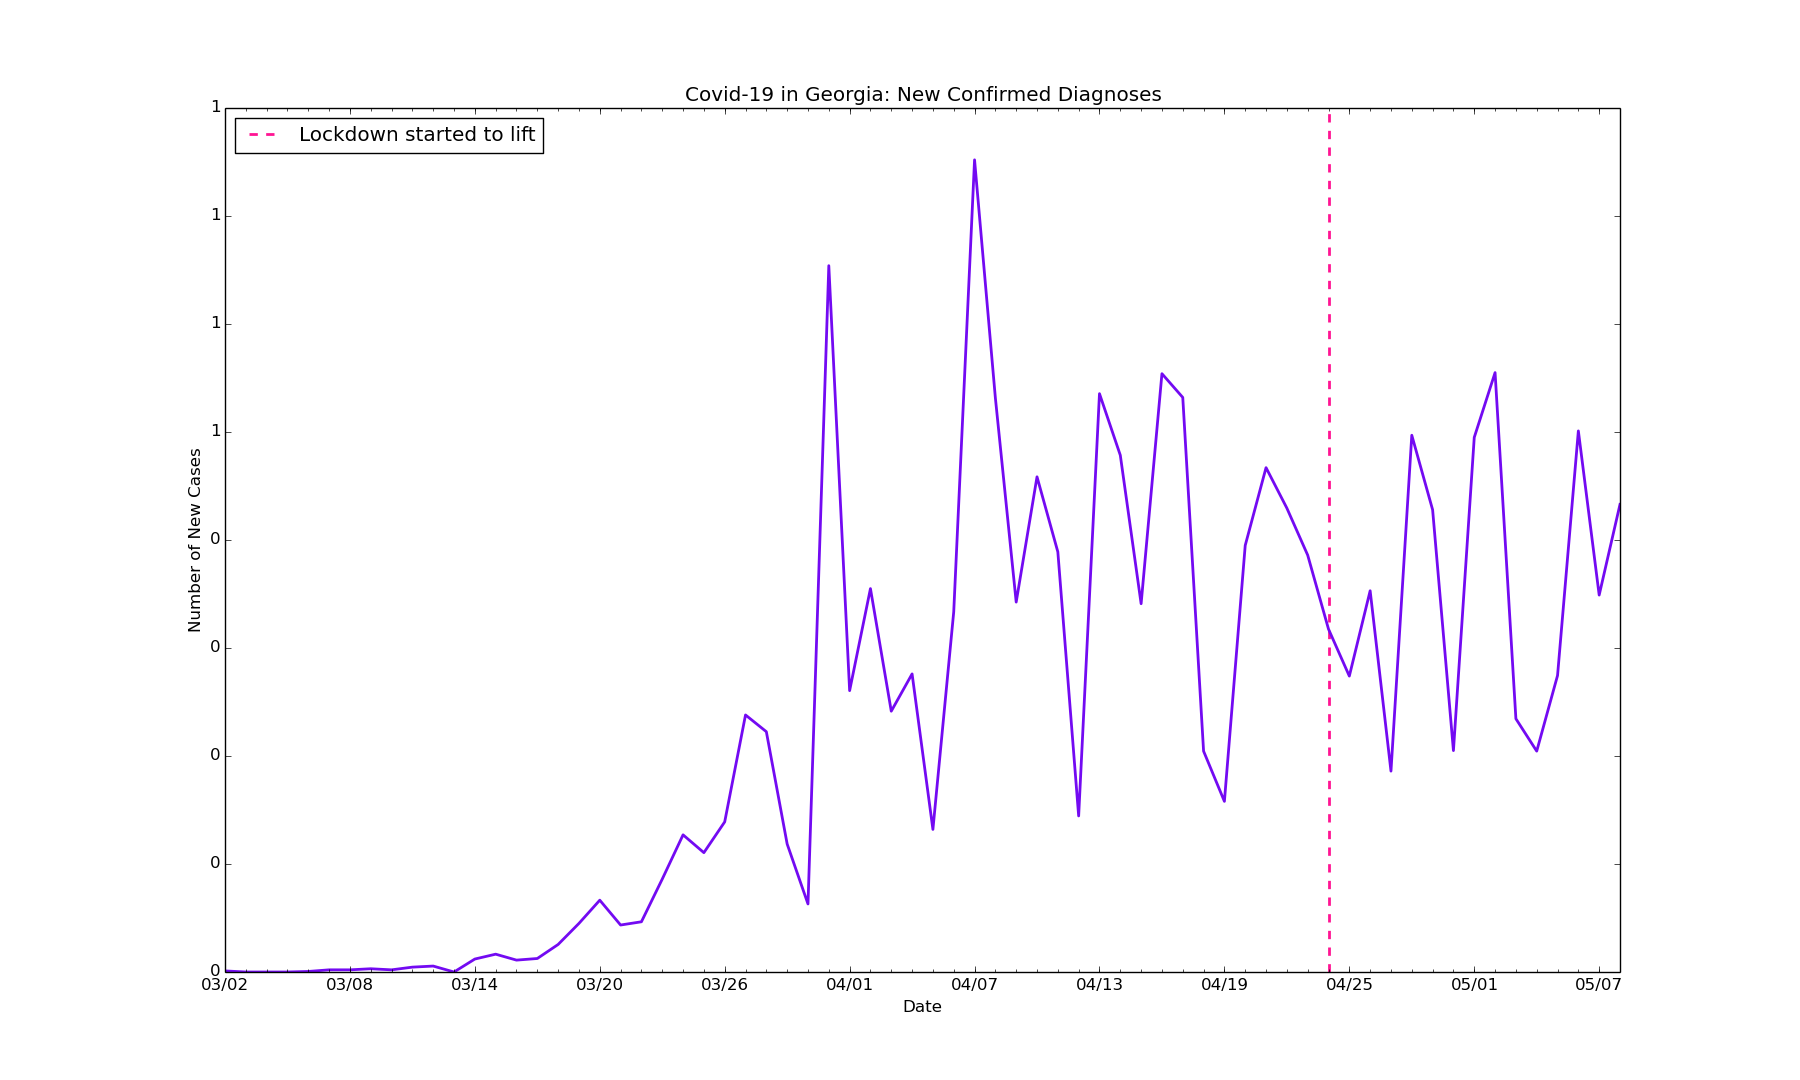 Covid-19 in Georgia: New Confirmed Diagnoses
Lockdown started to lift
Number of New Cases
1
1
1
1
0
0
0
0
0
03/02 03/08 03/14 03/20 03/26 04/01 04/07 04/13 04/19 04/25 05/01 05/07
Date